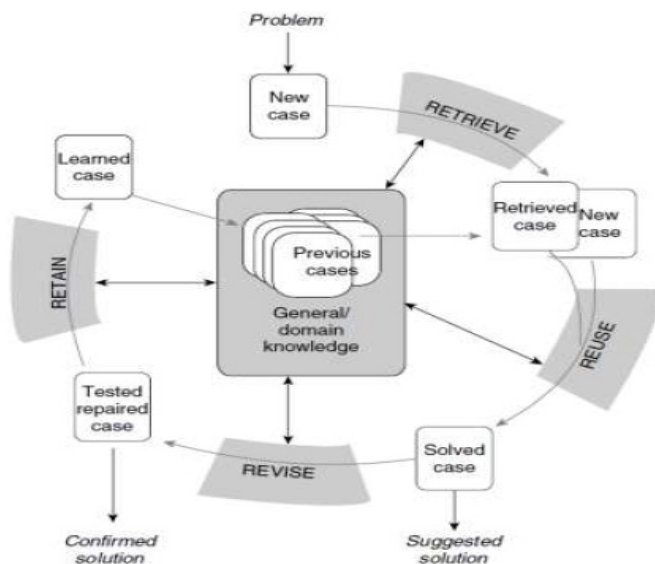 Problem
New
case
RETRIEVE
Learned
case
Retrieved
case
New
case
Previous
cases
General/
domain
knowledge
RETAIN
REUSE
Tested
repaired
case
REVISE
Solved
case
Confirmed
solution
Suggested
solution